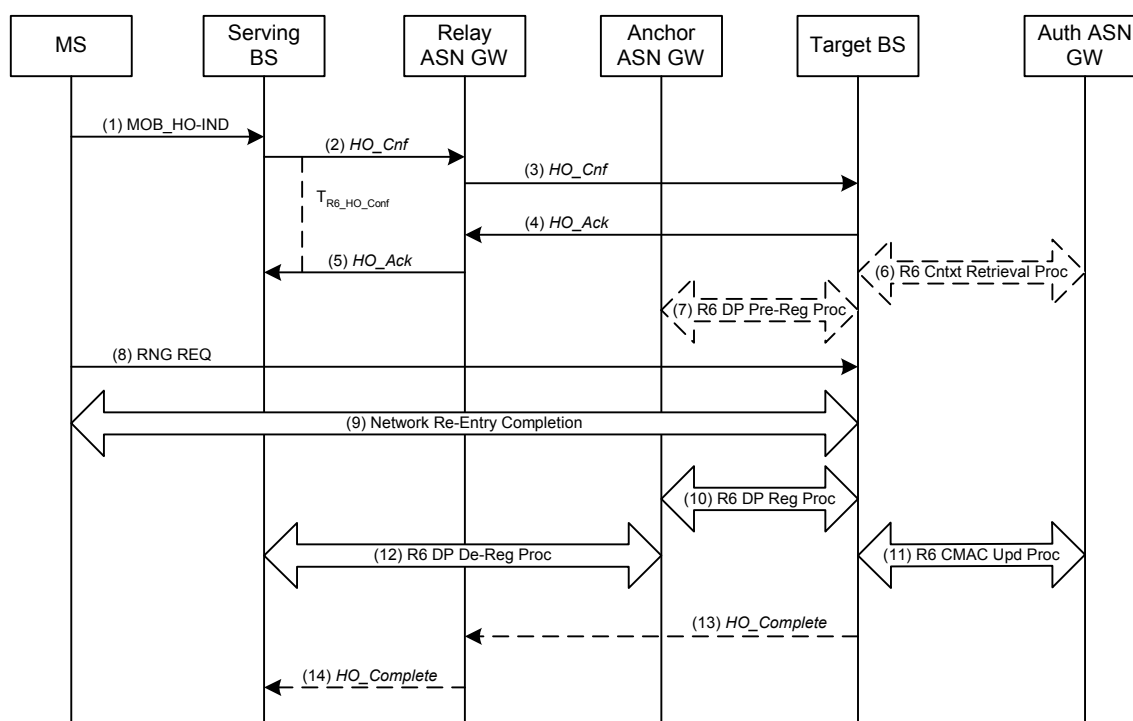 MS
Serving
BS
Relay
ASN GW
Anchor
ASN GW
Target BS
Auth ASN
GW
(1) MOB_HO-IND
(2) HO_Cnf
(3) HO_Cnf
T_R6_HO_Conf
(4) HO_Ack
(5) HO_Ack
(6) R6 Cntxt Retrieval Proc
(7) R6 DP Pre-Reg Proc
(8) RNG REQ
(9) Network Re-Entry Completion
(10) R6 DP Reg Proc
(12) R6 DP De-Reg Proc
(11) R6 CMAC Upd Proc
(13) HO_Complete
(14) HO_Complete